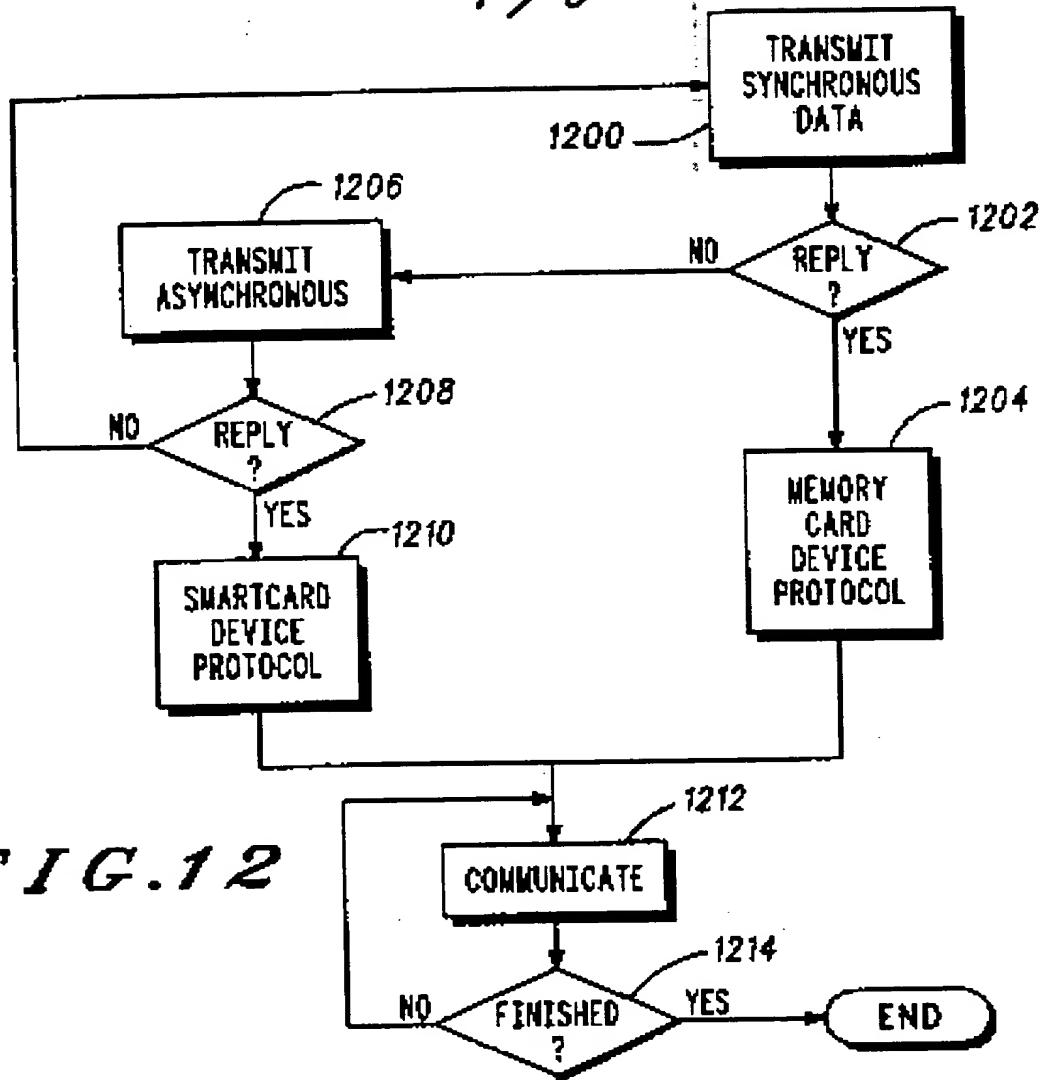 TRANSMIT
SYNCHRONOUS
DATA
1200
1202
REPLY
?
NO
YES
1206
TRANSMIT
ASYNCHRONOUS
1208
REPLY
?
NO
YES
1204
MEMORY
CARD
DEVICE
PROTOCOL
1210
SMARTCARD
DEVICE
PROTOCOL
1212
COMMUNICATE
1214
FINISHED
?
NO
YES
END
FIG.12